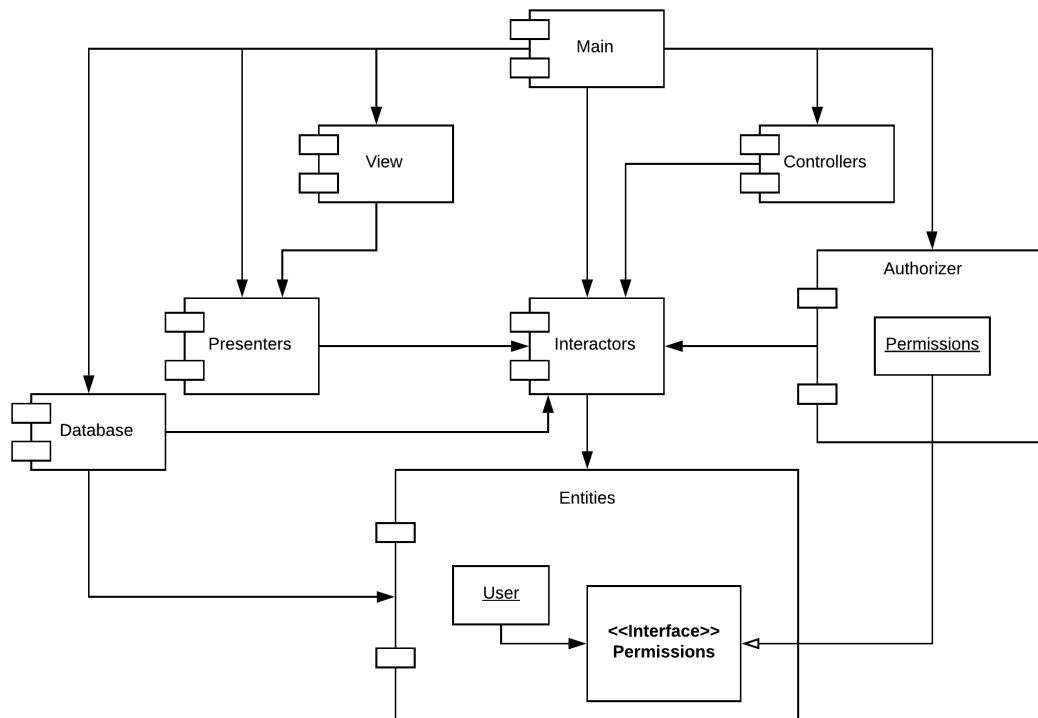 Main
View
Controllers
Authorizer
Permissions
Presenters
Interactors
Database
Entities
User
<<Interface>>
Permissions